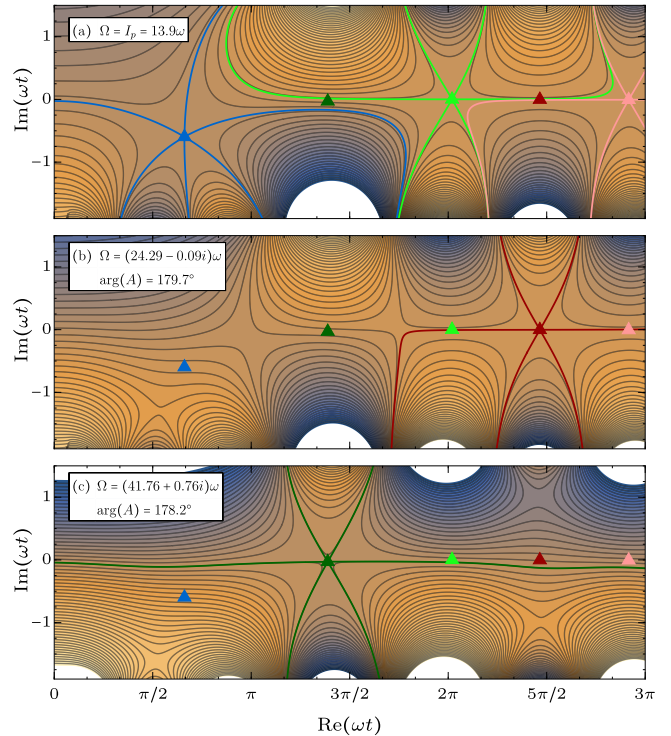 (a) Ω = I_p = 13.9ω
1
0
−1
Im(ωt)
(b) Ω = (24.29 − 0.09i)ω
arg(A) = 179.7°
1
0
−1
Im(ωt)
(c) Ω = (41.76 + 0.76i)ω
arg(A) = 178.2°
1
0
−1
Im(ωt)
0 π/2 π 3π/2 2π 5π/2 3π
Re(ωt)